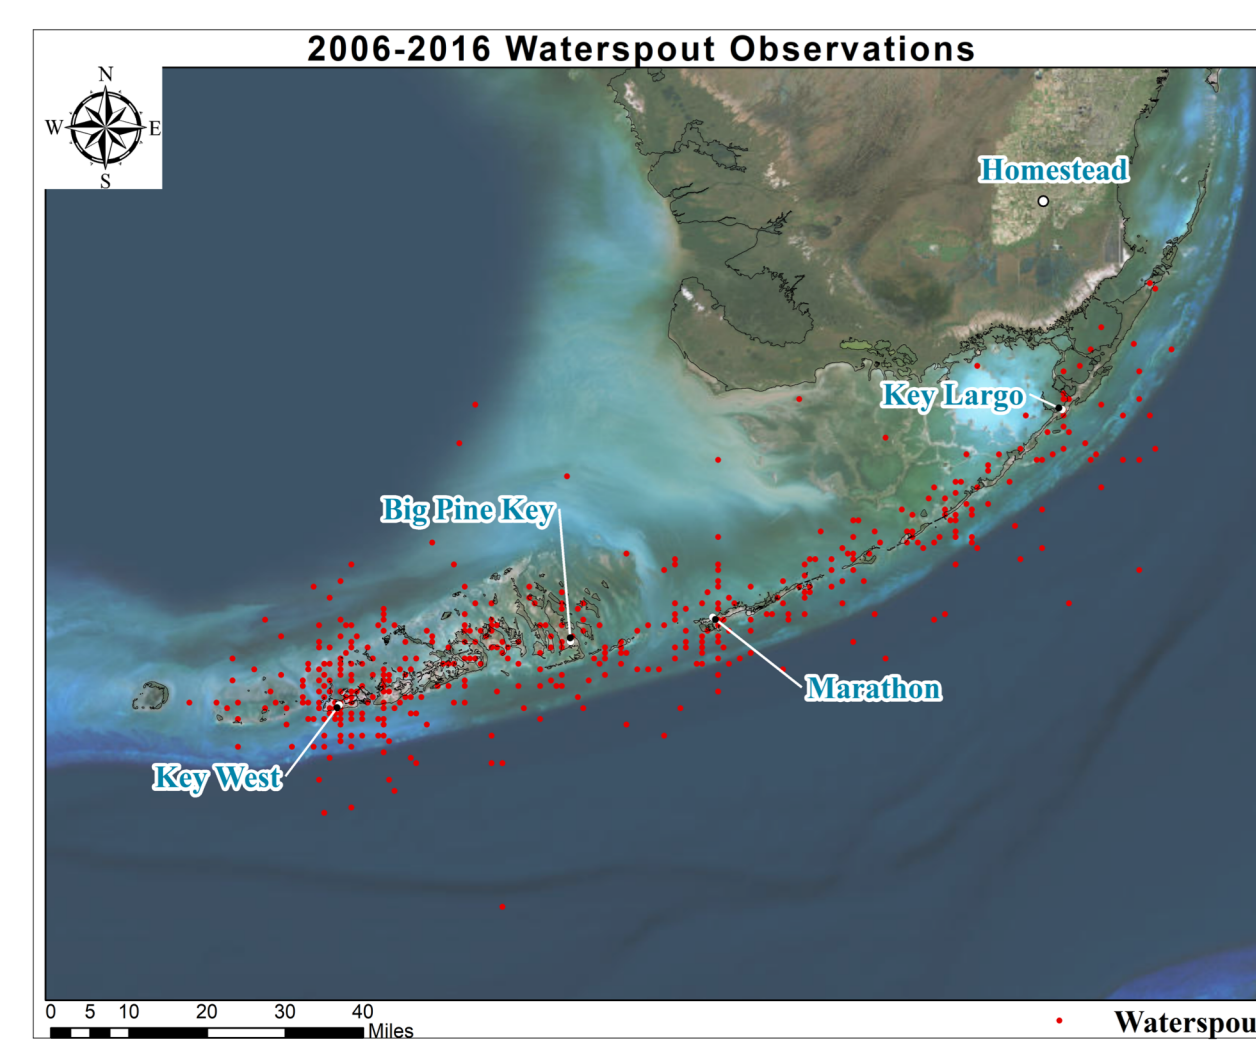 2006-2016 Waterspout Observations
N
W E
S
Homestead
Key Largo
Big Pine Key
Marathon
Key West
0 5 10 20 30 40
Miles
Waterspou